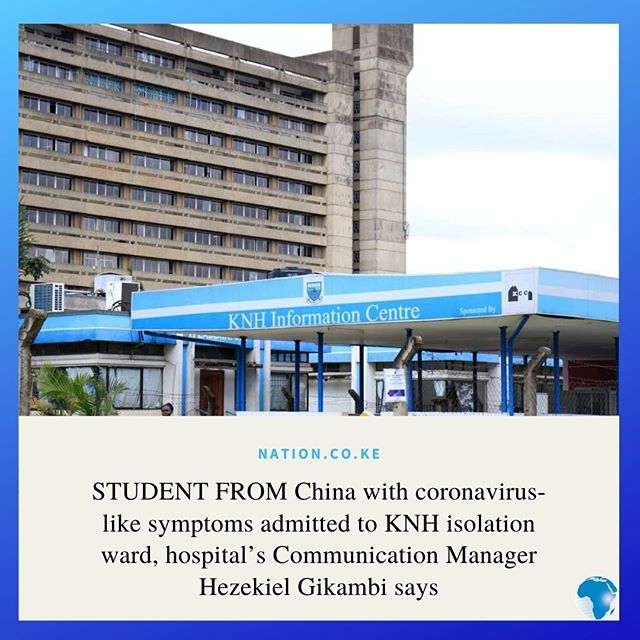 KNH Information Centre
Sponsored By
KCC
NATION.CO.KE
STUDENT FROM China with coronavirus-
like symptoms admitted to KNH isolation
ward, hospital's Communication Manager
Hezekiel Gikambi says